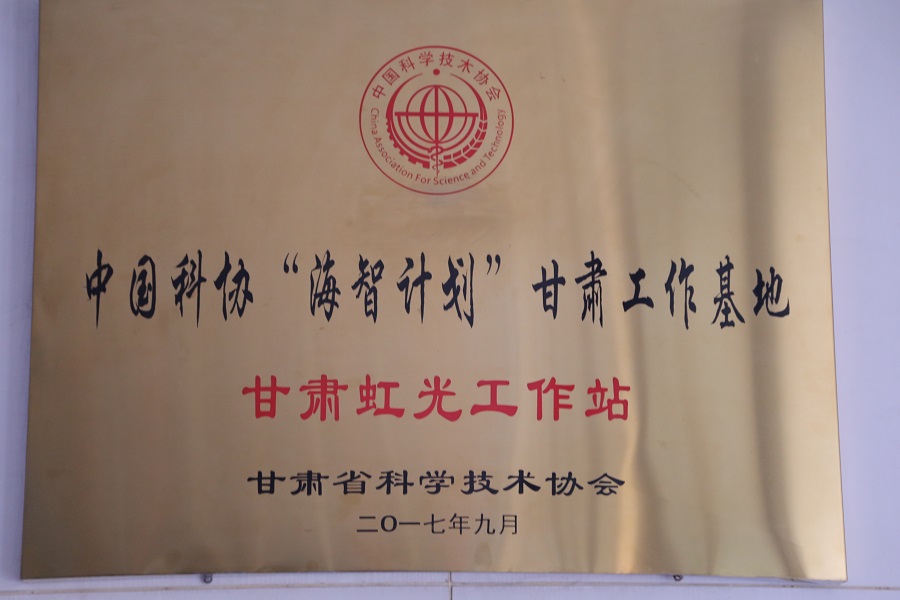 中国科学技术协会
China Association For Science and Technology
中国科协“海智计划”甘肃工作基地
甘肃虹光工作站
甘肃省科学技术协会
二O一七年九月